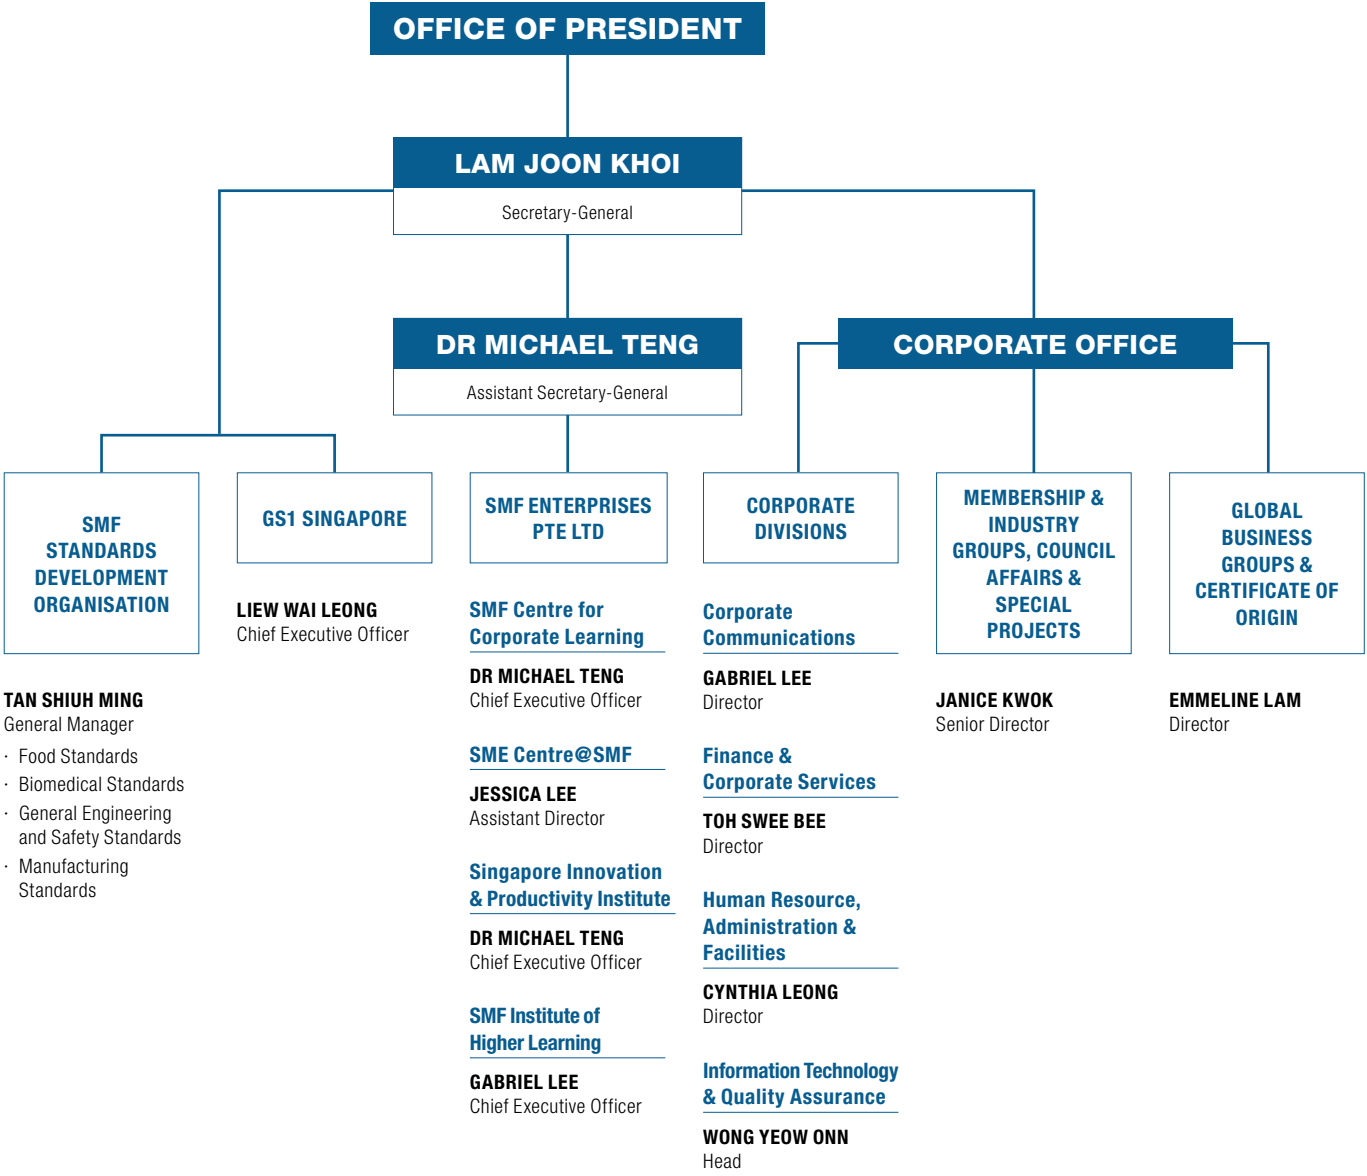 OFFICE OF PRESIDENT
LAM JOON KHOI
Secretary-General
DR MICHAEL TENG
Assistant Secretary-General
CORPORATE OFFICE
SMF
STANDARDS
DEVELOPMENT
ORGANISATION
TAN SHIUH MING
General Manager
· Food Standards
· Biomedical Standards
· General Engineering
and Safety Standards
· Manufacturing
Standards
GS1 SINGAPORE
LIEW WAI LEONG
Chief Executive Officer
SMF ENTERPRISES
PTE LTD
SMF Centre for
Corporate Learning
DR MICHAEL TENG
Chief Executive Officer
SME Centre@SMF
JESSICA LEE
Assistant Director
Singapore Innovation
& Productivity Institute
DR MICHAEL TENG
Chief Executive Officer
SMF Institute of
Higher Learning
GABRIEL LEE
Chief Executive Officer
CORPORATE
DIVISIONS
Corporate
Communications
GABRIEL LEE
Director
Finance &
Corporate Services
TOH SWEE BEE
Director
Human Resource,
Administration &
Facilities
CYNTHIA LEONG
Director
Information Technology
& Quality Assurance
WONG YEOW ONN
Head
MEMBERSHIP &
INDUSTRY
GROUPS, COUNCIL
AFFAIRS &
SPECIAL
PROJECTS
JANICE KWOK
Senior Director
GLOBAL
BUSINESS
GROUPS &
CERTIFICATE OF
ORIGIN
EMMELINE LAM
Director